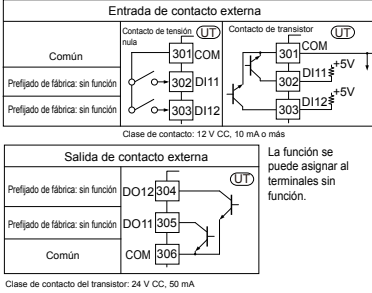 Entrada de contacto externa
Contacto de tensión nula
UT
Contacto de transistor
UT
Común
301 COM
301 COM
+5V
Prefijado de fábrica: sin función
302 DI11
302 DI11
+5V
Prefijado de fábrica: sin función
303 DI12
303 DI12
Clase de contacto: 12 V CC, 10 mA o más
Salida de contacto externa
UT
Prefijado de fábrica: sin función
DO12 304
Prefijado de fábrica: sin función
DO11 305
Común
COM 306
La función se
puede asignar al
terminales sin
función.
Clase de contacto del transistor: 24 V CC, 50 mA